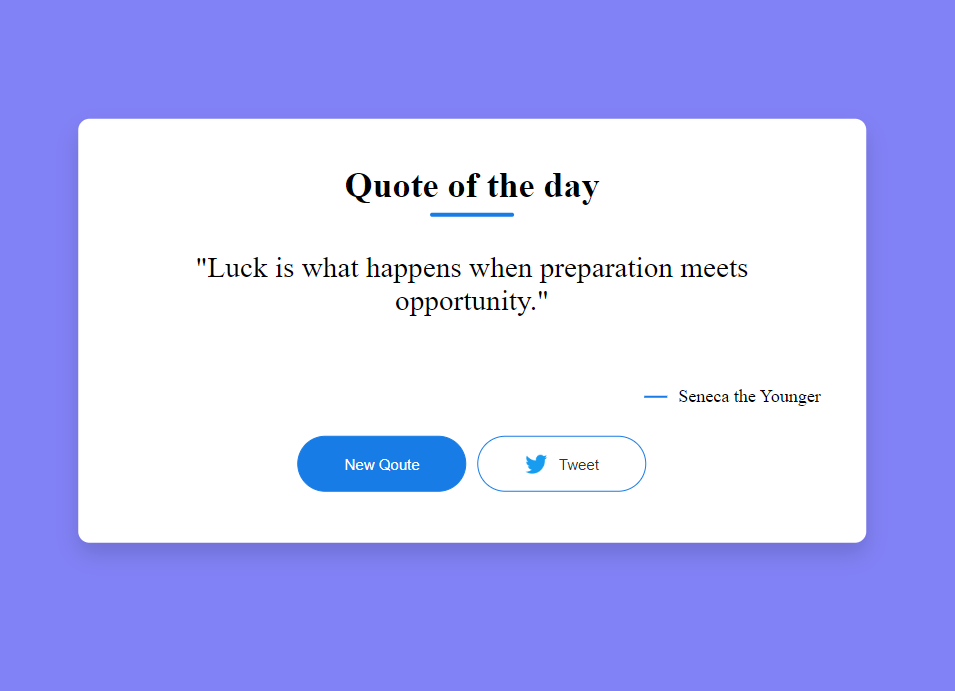 Quote of the day
"Luck is what happens when preparation meets
opportunity."
Seneca the Younger
New Qoute
Tweet